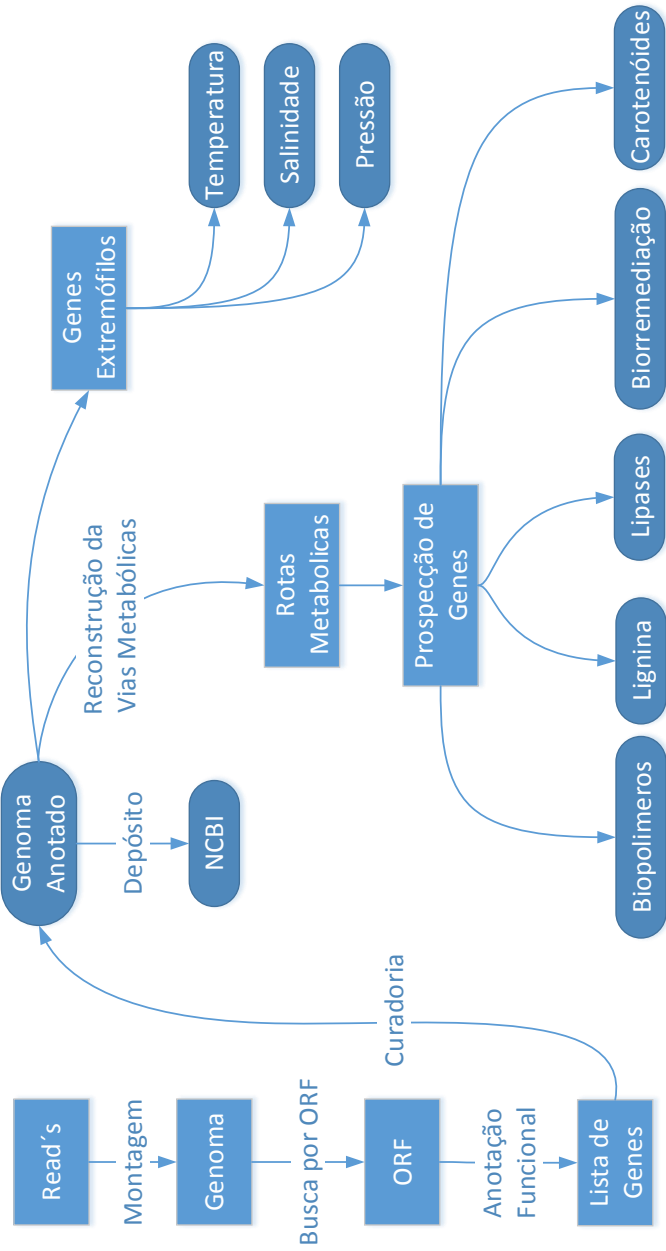 Read´s
Montagem
Genoma
Busca por ORF
ORF
Anotação
Funcional
Lista de
Genes
Curadoria
Genoma
Anotado
Depósito
NCBI
Reconstrução da
Vias Metabólicas
Rotas
Metabolicas
Prospecção de
Genes
Biopolimeros
Lignina
Lipases
Biorremediação
Carotenóides
Genes
Extremófilos
Temperatura
Salinidade
Pressão